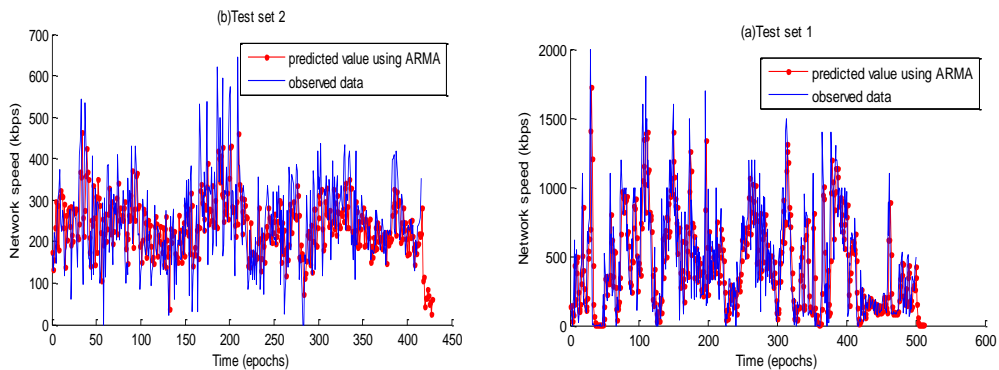 (b)Test set 2
700
600
500
400
300
200
100
0
Network speed (kbps)
predicted value using ARMA
observed data
0 50 100 150 200 250 300 350 400 450
Time (epochs)
(a)Test set 1
2000
1500
1000
500
0
Network speed (kbps)
predicted value using ARMA
observed data
0 100 200 300 400 500 600
Time (epochs)